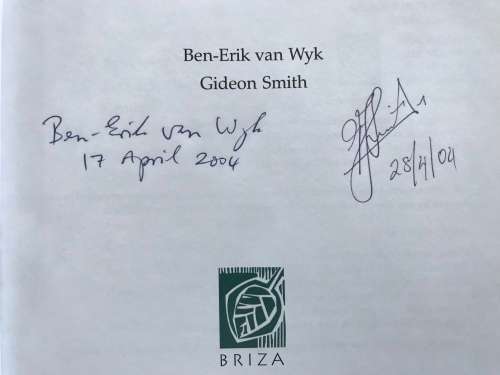 Ben-Erik van Wyk
Gideon Smith
Ben-Erik van Wyk
17 April 2004
28/4/04
BRIZA